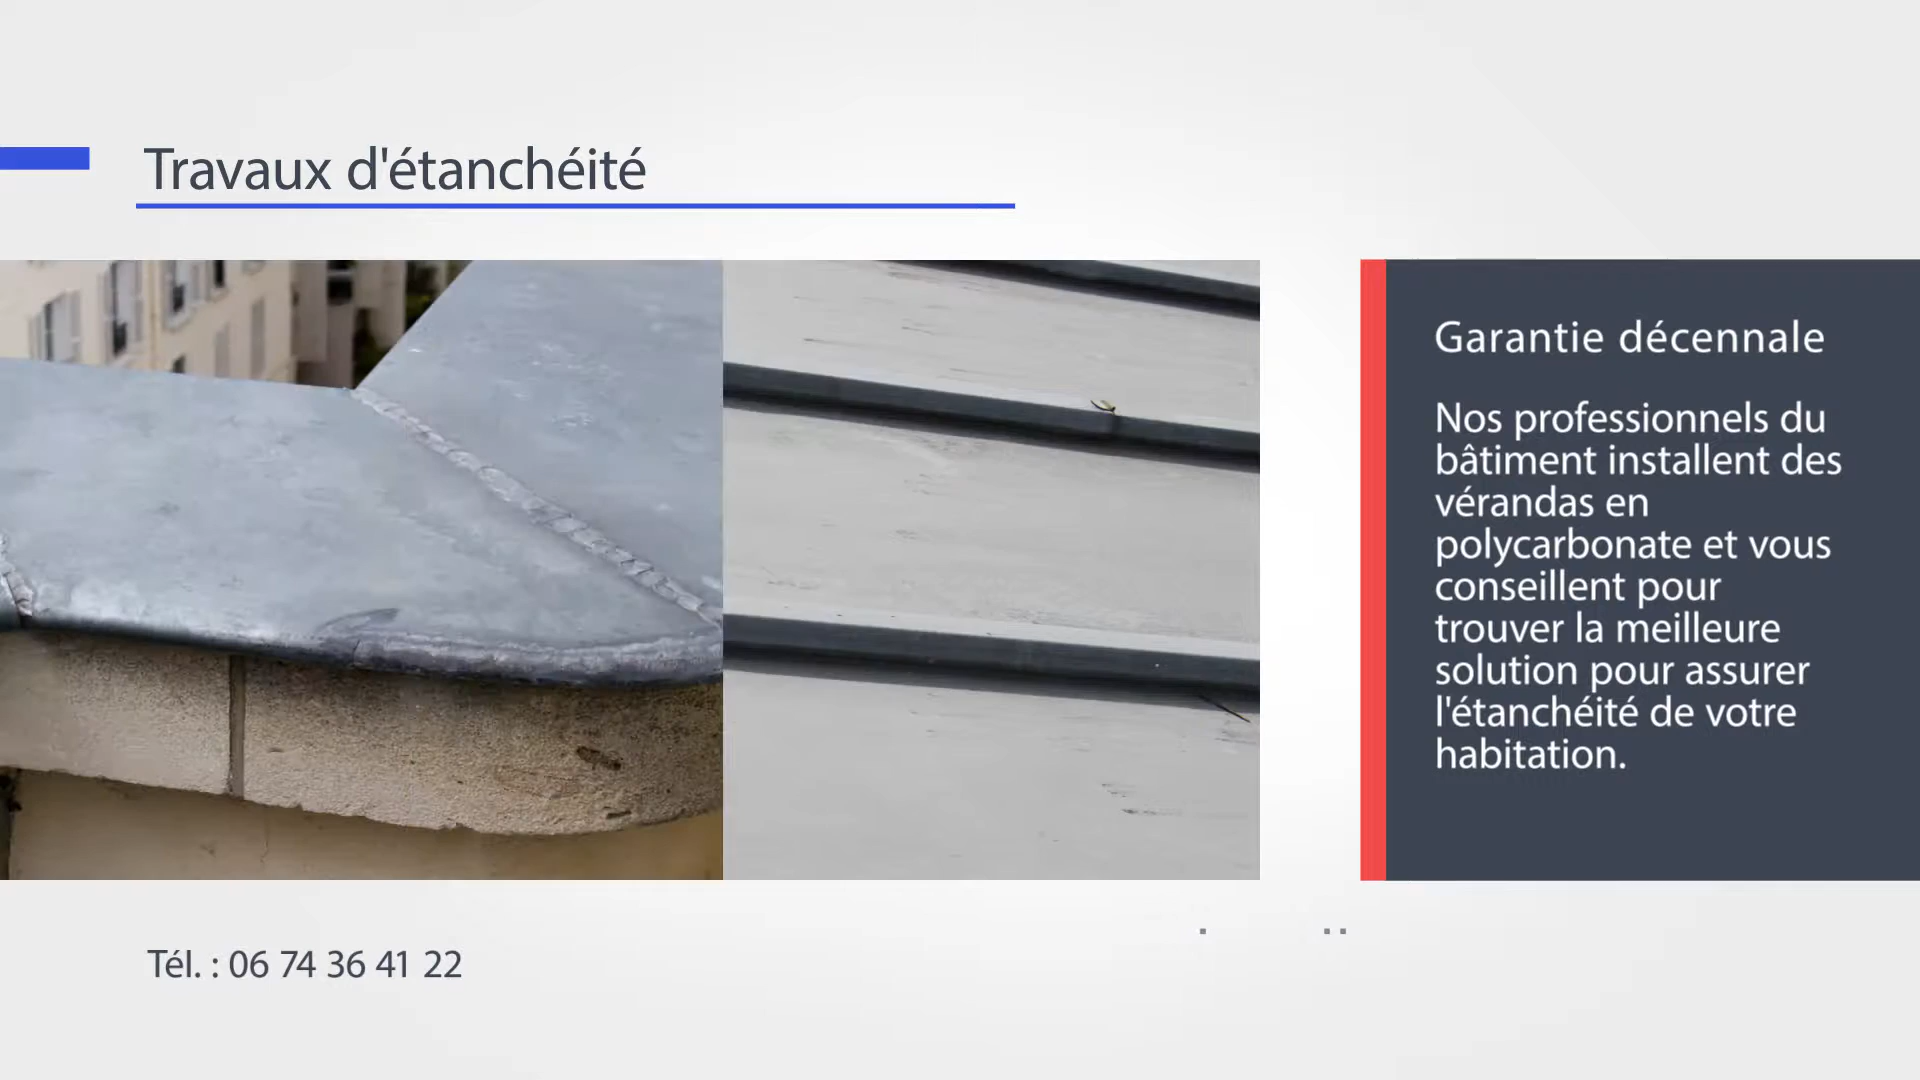 Travaux d'étanchéité
Garantie décennale
Nos professionnels du
bâtiment installent des
vérandas en
polycarbonate et vous
conseillent pour
trouver la meilleure
solution pour assurer
l'étanchéité de votre
habitation.
Tél. : 06 74 36 41 22